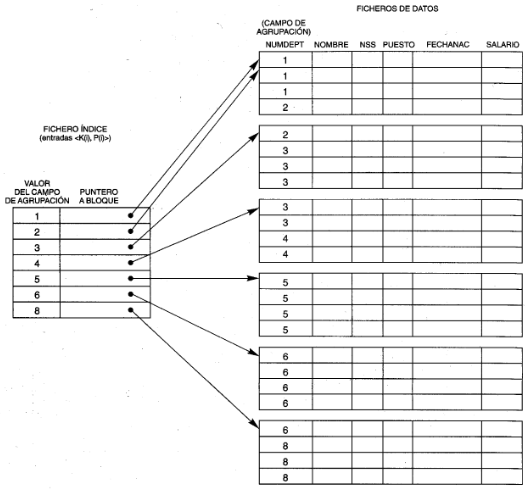 FICHEROS DE DATOS
(CAMPO DE
AGRUPACIÓN)
NUMDEPT NOMBRE NSS PUESTO FECHANAC SALARIO
1
1
1
2
2
3
3
3
3
3
4
4
5
5
5
5
6
6
6
6
6
8
8
8
FICHERO ÍNDICE
(entradas <K(i), P(i)>)
VALOR
DEL CAMPO
DE AGRUPACIÓN
PUNTERO
A BLOQUE
1
2
3
4
5
6
8